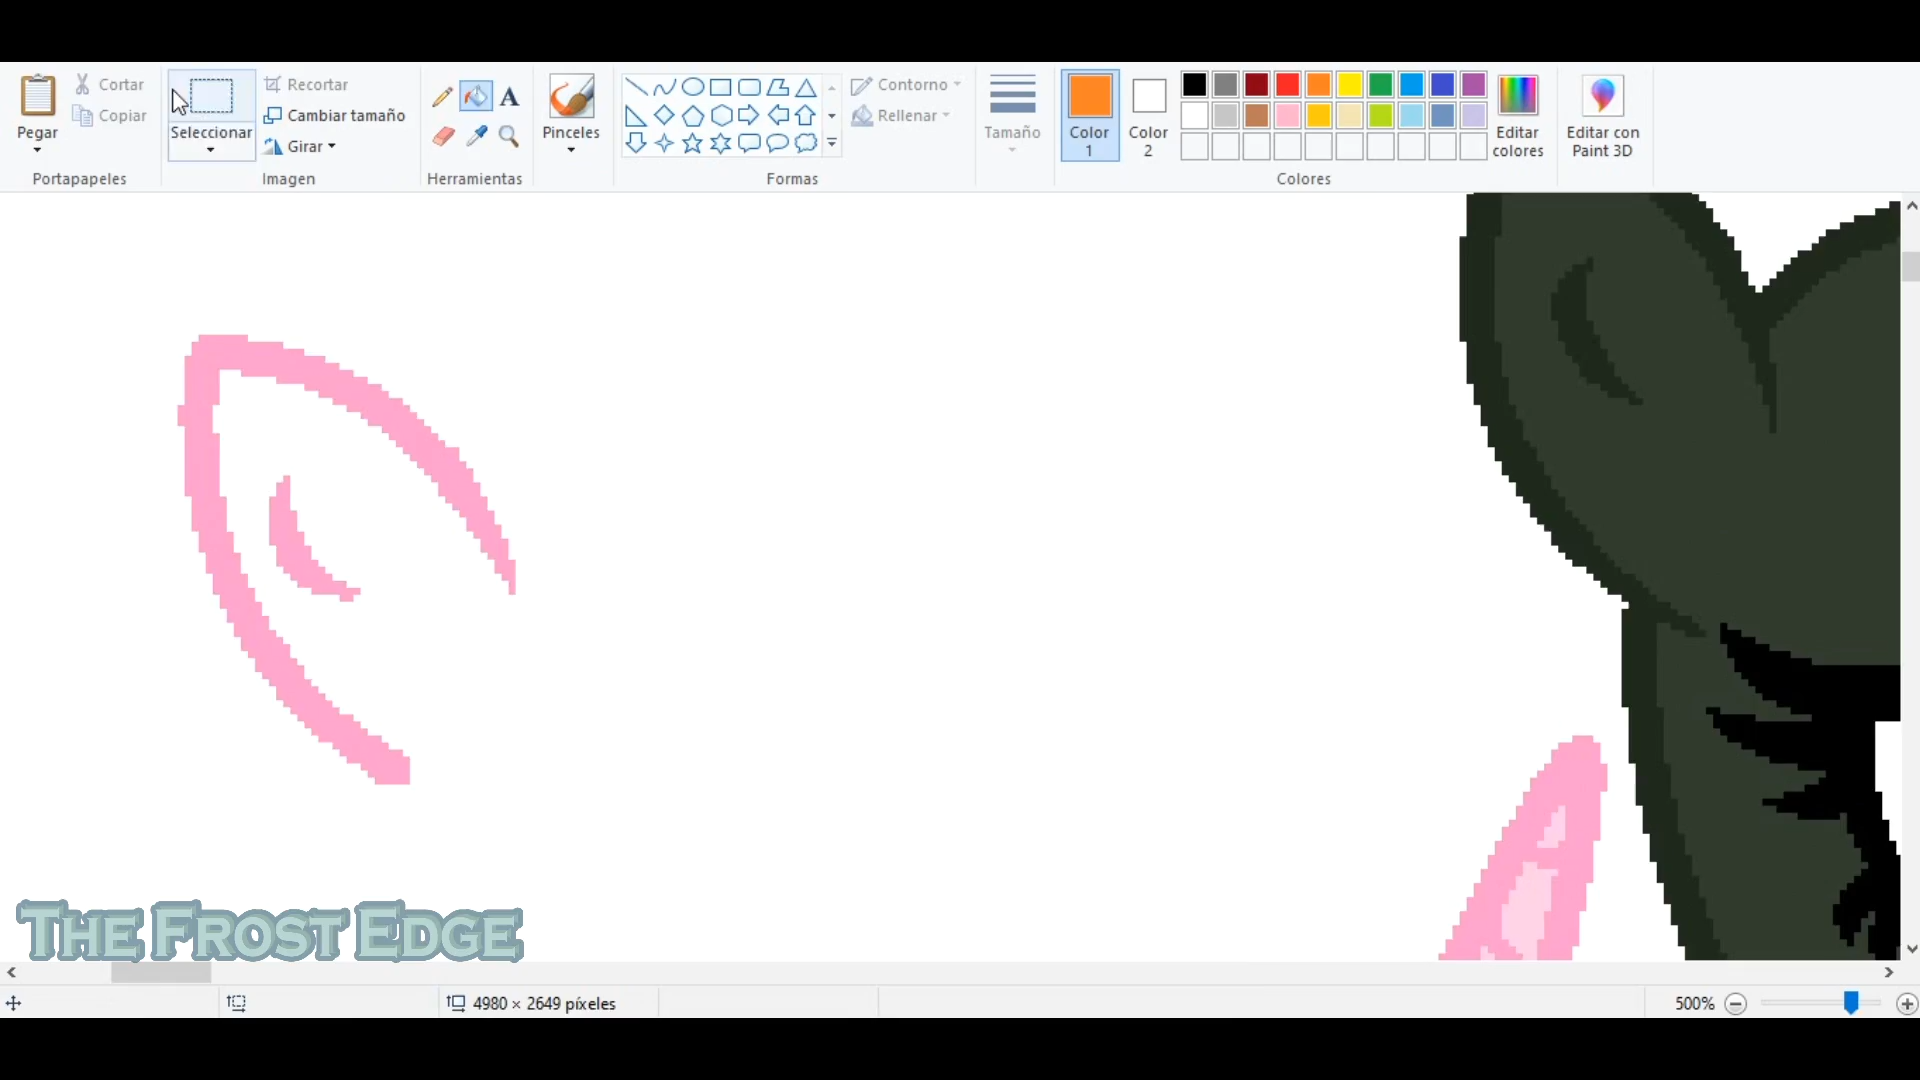 Pegar
Cortar
Copiar
Portapapeles
Seleccionar
Recortar
Cambiar tamaño
Girar
Imagen
A
Herramientas
Pinceles
Formas
Contorno
Rellenar
Tamaño
Color
1
Color
2
Colores
Editar
colores
Editar con
Paint 3D
THE FROST EDGE
4980 × 2649 píxeles
500%